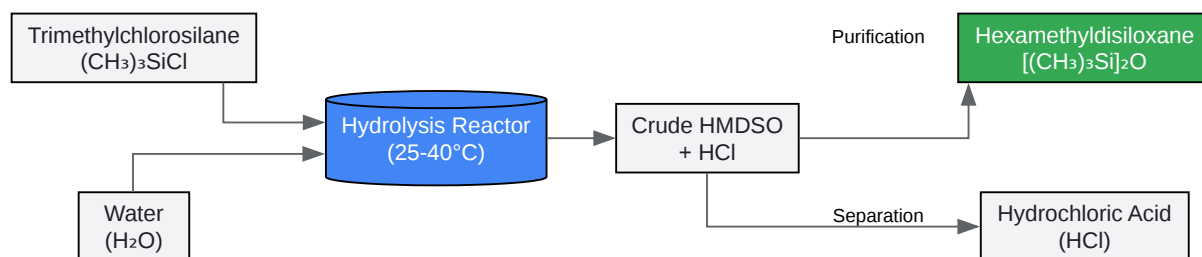 Trimethylchlorosilane
(CH₃)₃SiCl
Purification
Hexamethyldisiloxane
[(CH₃)₃Si]₂O
Hydrolysis Reactor
(25-40°C)
Crude HMDSO
+ HCl
Water
(H₂O)
Separation
Hydrochloric Acid
(HCl)